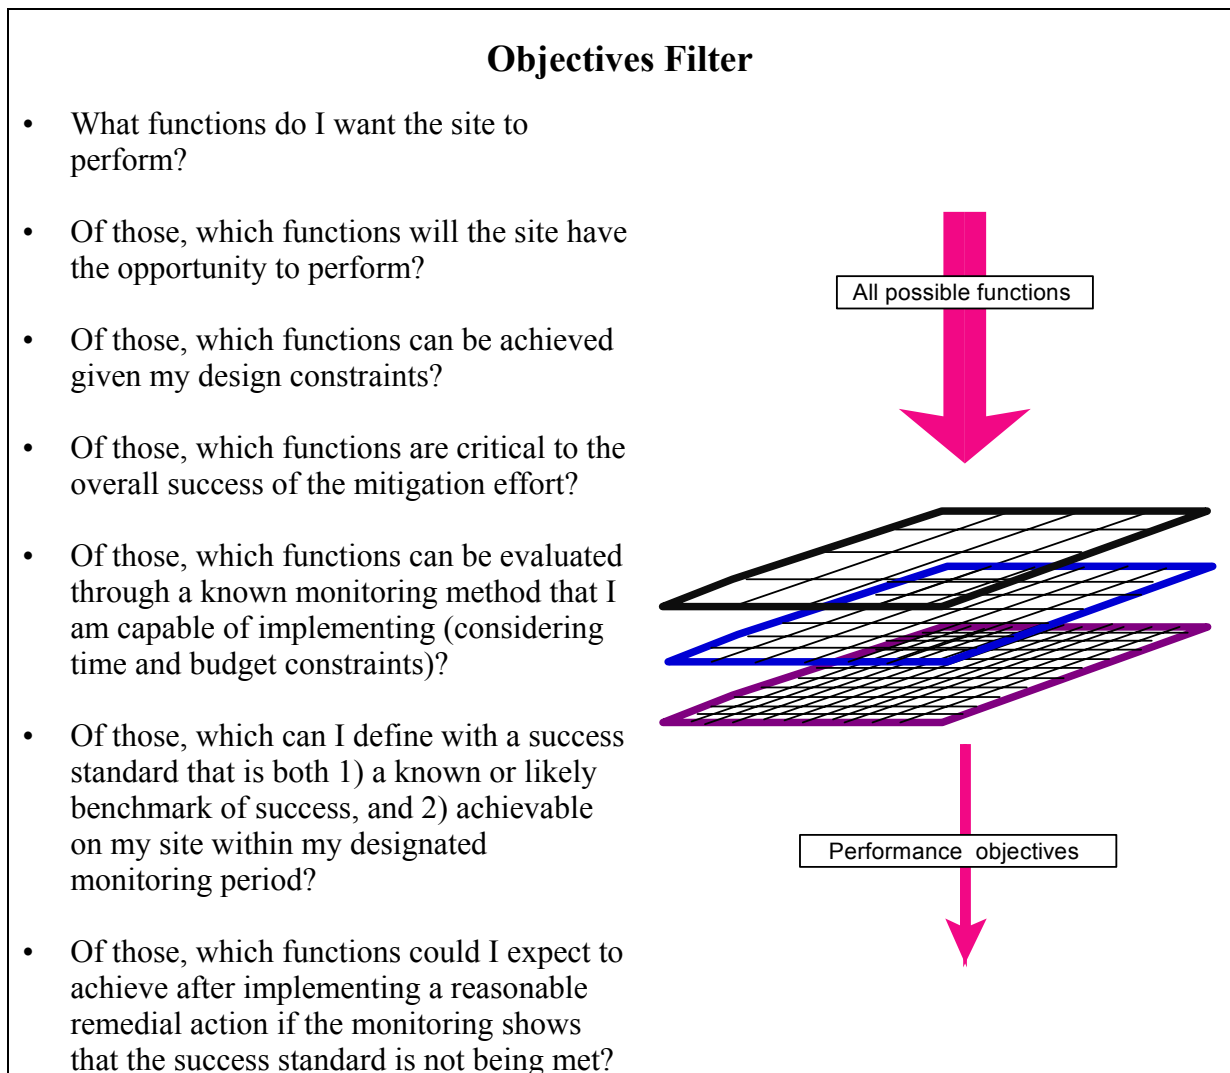 Objectives Filter
• What functions do I want the site to
perform?
• Of those, which functions will the site have
the opportunity to perform?
• Of those, which functions can be achieved
given my design constraints?
• Of those, which functions are critical to the
overall success of the mitigation effort?
• Of those, which functions can be evaluated
through a known monitoring method that I
am capable of implementing (considering
time and budget constraints)?
• Of those, which can I define with a success
standard that is both 1) a known or likely
benchmark of success, and 2) achievable
on my site within my designated
monitoring period?
• Of those, which functions could I expect to
achieve after implementing a reasonable
remedial action if the monitoring shows
that the success standard is not being met?
All possible functions
Performance objectives